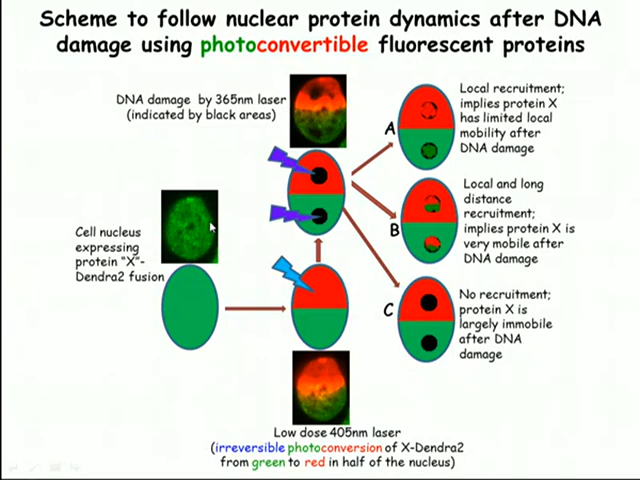 Scheme to follow nuclear protein dynamics after DNA
damage using photoconvertible fluorescent proteins
DNA damage by 365nm laser
(indicated by black areas)
A
Local recruitment;
implies protein X
has limited local
mobility after
DNA damage
Cell nucleus
expressing
protein “X”-
Dendra2 fusion
B
Local and long
distance
recruitment;
implies protein X is
very mobile after
DNA damage
C
No recruitment;
protein X is
largely immobile
after DNA
damage
Low dose 405nm laser
(irreversible photoconversion of X-Dendra2
from green to red in half of the nucleus)